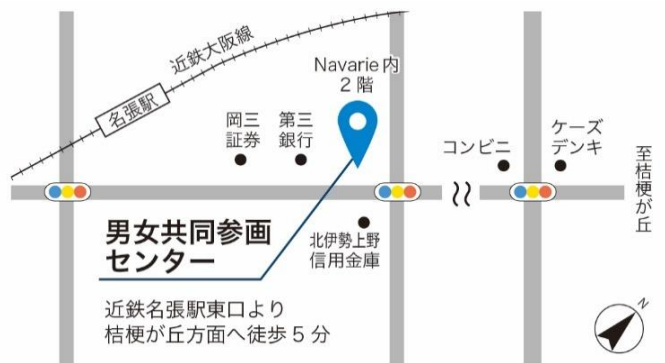 近鉄大阪線
名張駅
Navarie内
2階
岡三
証券
第三
銀行
コンビニ
ケーズ
デンキ
至桔梗が丘
北伊勢上野
信用金庫
男女共同参画
センター
近鉄名張駅東口より
桔梗が丘方面へ徒歩5分
N